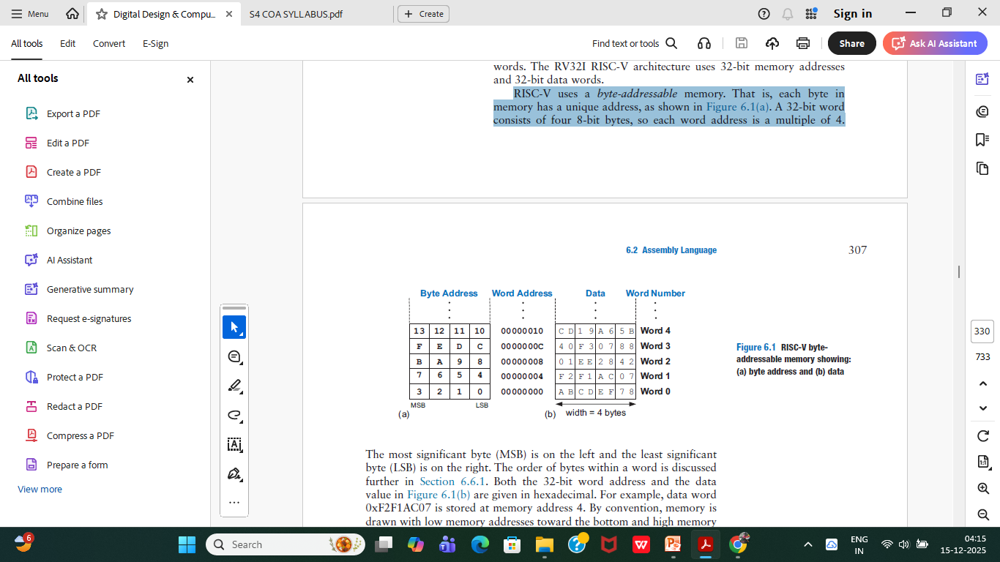 Menu
Digital Design & Compu...
S4 COA SYLLABUS.pdf
Create
Sign in
All tools
Edit
Convert
E-Sign
Find text or tools
Share
Ask AI Assistant
All tools
Export a PDF
Edit a PDF
Create a PDF
Combine files
Organize pages
AI Assistant
Generative summary
Request e-signatures
Scan & OCR
Protect a PDF
Redact a PDF
Compress a PDF
Prepare a form
View more
words. The RV32I RISC-V architecture uses 32-bit memory addresses
and 32-bit data words.
RISC-V uses a byte-addressable memory. That is, each byte in
memory has a unique address, as shown in Figure 6.1(a). A 32-bit word
consists of four 8-bit bytes, so each word address is a multiple of 4.
6.2 Assembly Language 307
Byte Address Word Address Data Word Number
13 12 11 10 00000010 C D 1 9 A 6 5 B Word 4
F E D C 0000000C 4 0 F 3 0 7 8 8 Word 3
B A 9 8 00000008 0 1 E E 2 8 4 2 Word 2
7 6 5 4 00000004 F 2 F 1 A C 0 7 Word 1
3 2 1 0 00000000 A B C D E F 7 8 Word 0
MSB LSB
(a) (b) width = 4 bytes
Figure 6.1 RISC-V byte-
addressable memory showing:
(a) byte address and (b) data
The most significant byte (MSB) is on the left and the least significant
byte (LSB) is on the right. The order of bytes within a word is discussed
further in Section 6.6.1. Both the 32-bit word address and the data
value in Figure 6.1(b) are given in hexadecimal. For example, data word
0xF2F1AC07 is stored at memory address 4. By convention, memory is
drawn with low memory addresses toward the bottom and high memory
330
733
1:1
6
Search
ENG
IN
04:15
15-12-2025